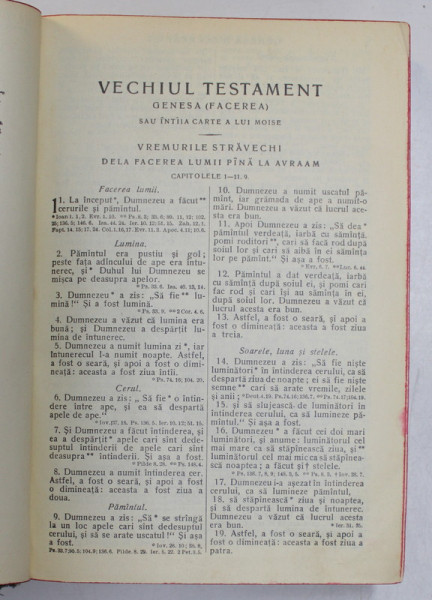 VECHIUL TESTAMENT
GENESA (FACEREA)
SAU ÎNTÎIA CARTE A LUI MOISE
VREMURILE STRĂVECHI
DELA FACEREA LUMII PÎNĂ LA AVRAAM
CAPITOLELE 1—11. 9.
Facerea lumii.
1 1. La început*, Dumnezeu a făcut**
cerurile și pămîntul.
Lumina.
2. Pămîntul era pustiu și gol;
peste fața adîncului de ape era întu-
nerec, și* Duhul lui Dumnezeu se
mișca pe deasupra apelor.
3. Dumnezeu* a zis: „Să fie** lu-
mină!“ Și a fost lumină.
4. Dumnezeu a văzut că lumina era
bună; și Dumnezeu a despărțit lu-
mina de întunerec.
5. Dumnezeu a numit lumina zi*, iar
întunerecul l-a numit noapte. Astfel,
a fost o seară, și apoi a fost o dimi-
neață: aceasta a fost ziua întîi.
*Ps. 74, 19; 104. 20.
Cerul.
6. Dumnezeu a zis: „Să fie* o întin-
dere între ape, și ea să despartă
apele de ape.“
7. Și Dumnezeu a făcut întinderea,
și ea a despărțit* apele cari sînt dede-
suptul întinderii de apele cari sînt
deasupra** întinderii. Și așa a fost.
8. Dumnezeu a numit întinderea cer.
Astfel, a fost o seară, și apoi a fost
o dimineață: aceasta a fost ziua a
doua.
Pămîntul.
9. Dumnezeu a zis: „Să* se strîngă
la un loc apele cari sînt dedesuptul
cerului, și să se arate uscatul!“ Și așa
a fost.
10. Dumnezeu a numit uscatul pă-
mînt, iar grămada de ape a numit-o
mări. Dumnezeu a văzut că lucrul aces-
ta era bun.
11. Apoi Dumnezeu a zis: „Să dea*
pămîntul verdeață, iarbă cu sămînță,
pomi roditori**, cari să facă rod după
soiul lor și cari să aibă în ei sămînța
lor pe pămînt.“ Și așa a fost.
12. Pămîntul a dat verdeață, iarbă
cu sămînță după soiul ei, și pomi cari
fac rod și cari își au sămînța în ei,
după soiul lor. Dumnezeu a văzut că
lucrul acesta era bun.
13. Astfel, a fost o seară, și apoi a
fost o dimineață: aceasta a fost ziua
a treia.
Soarele, luna și stelele.
14. Dumnezeu a zis: „Să fie niște
luminători* în întinderea cerului, ca să
despartă ziua de noapte; ei să fie niște
semne** cari să arate vremile, zilele
și anii;
15. și să slujească de luminători în
întinderea cerului, ca să lumineze pă-
mîntul.“ Și așa a fost.
16. Dumnezeu* a făcut cei doi mari
luminători, și anume: luminătorul cel
mai mare ca să stăpînească ziua, și**
luminătorul cel mai mic ca să stăpînească
noaptea; a făcut și† stelele.
17. Dumnezeu i-a așezat în întinderea
cerului, ca să lumineze pămîntul,
18. să stăpînească* ziua și noaptea,
și să despartă lumina de întunerec.
Dumnezeu a văzut că lucrul acesta
era bun.
19. Astfel, a fost o seară, și apoi a
fost o dimineață: aceasta a fost ziua a
patra.